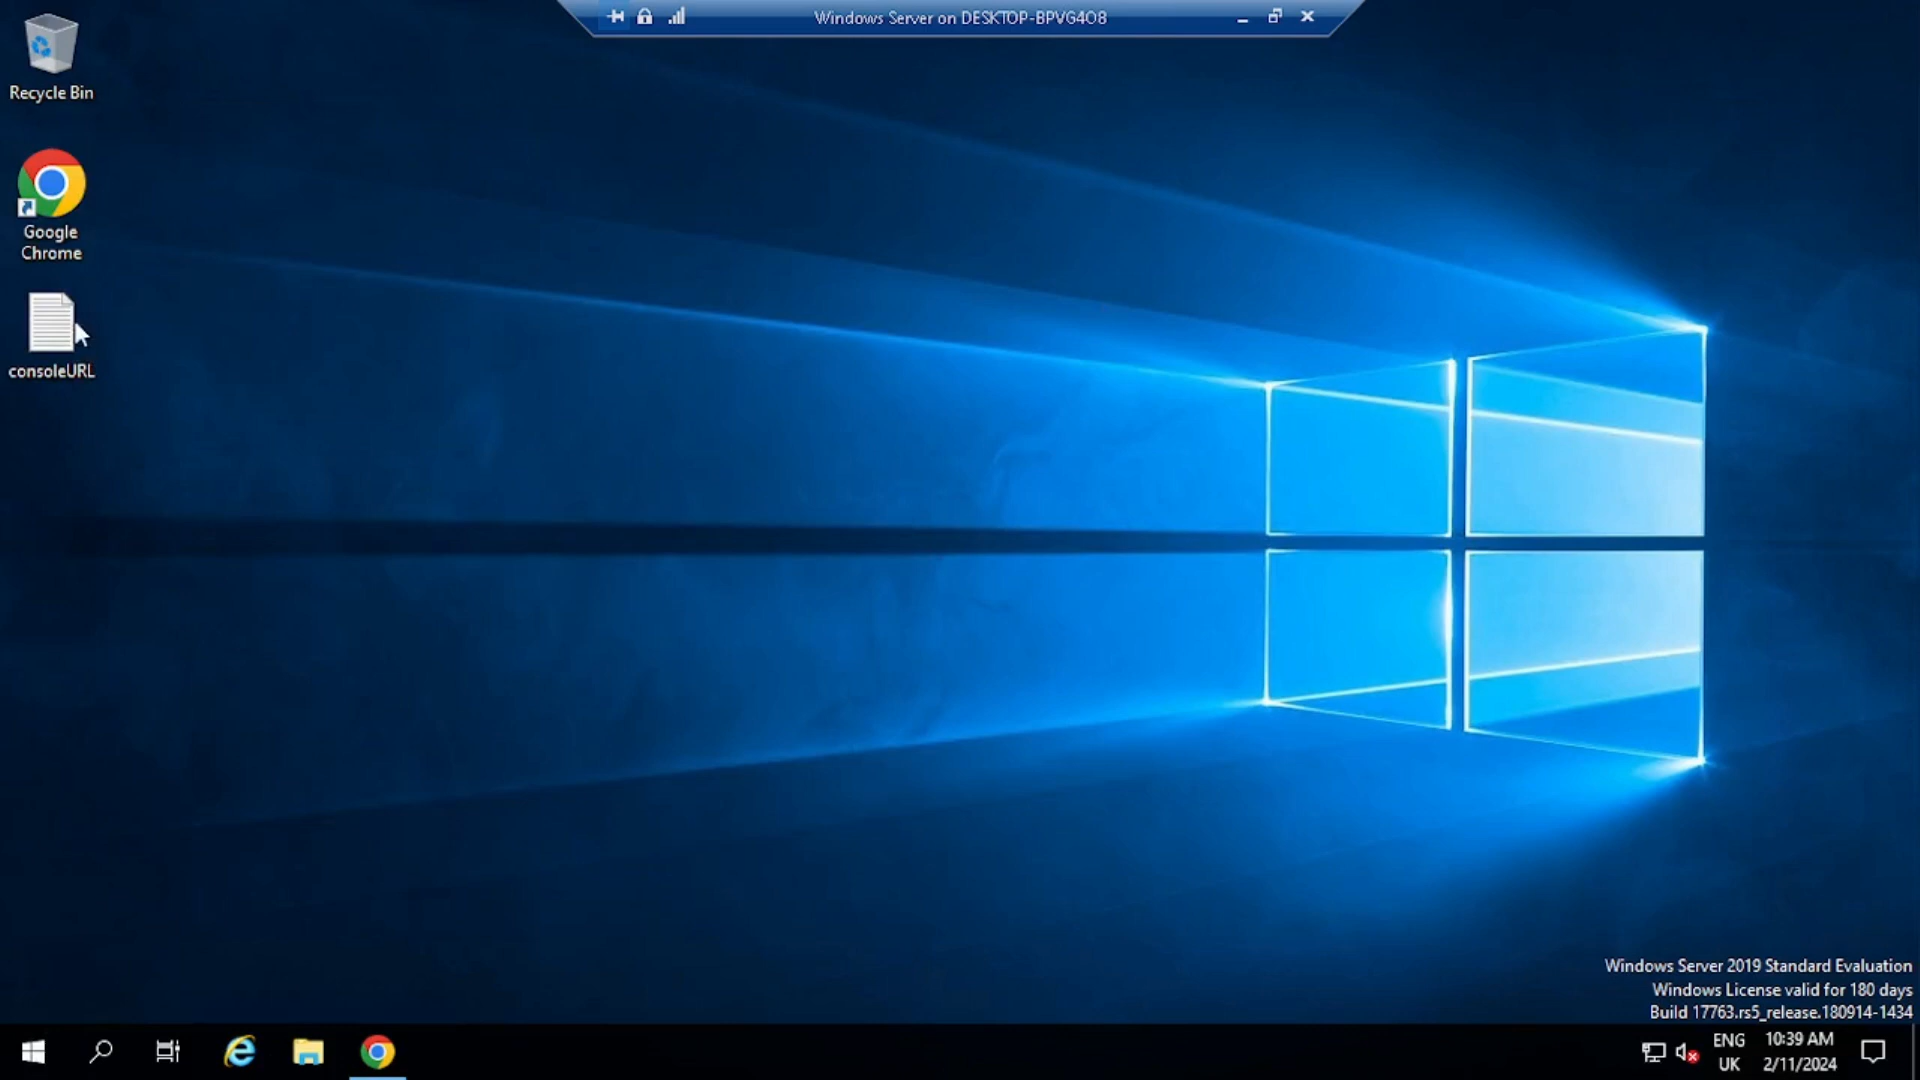 Windows Server on DESKTOP-BPVG4O8
Recycle Bin
Google
Chrome
consoleURL
Windows Server 2019 Standard Evaluation
Windows License valid for 180 days
Build 17763.rs5_release.180914-1434
ENG
UK
10:39 AM
2/11/2024